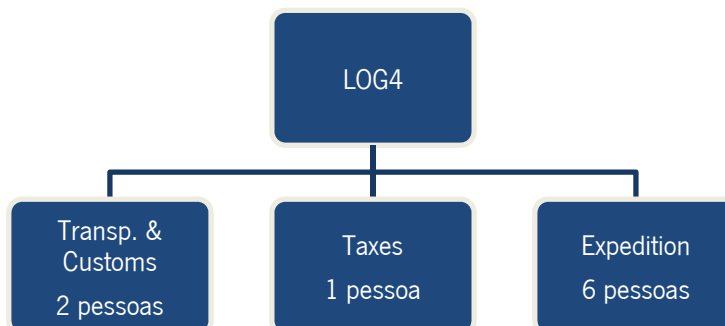 LOG4
Transp. &
Customs
2 pessoas
Taxes
1 pessoa
Expedition
6 pessoas